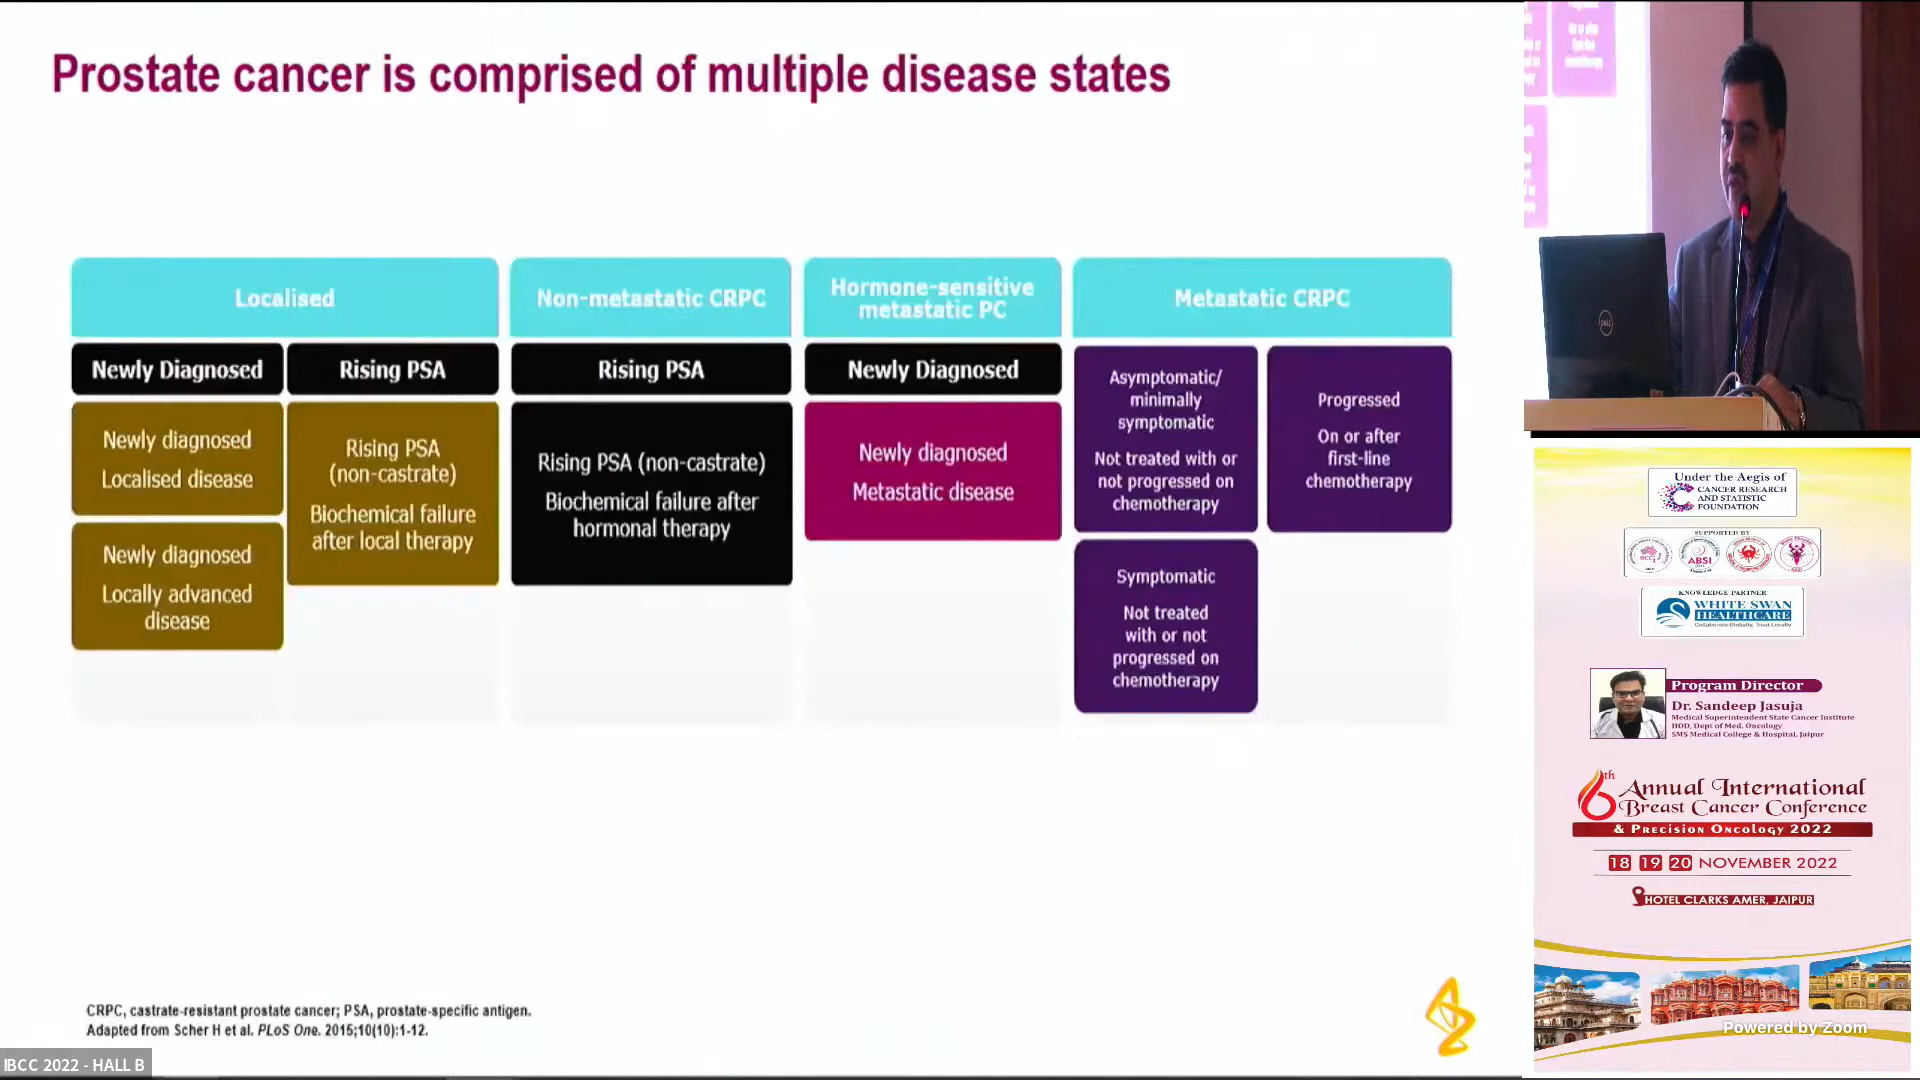 Prostate cancer is comprised of multiple disease states
Localised
Non-metastatic CRPC
Hormone-sensitive
metastatic PC
Metastatic CRPC
Newly Diagnosed
Rising PSA
Rising PSA
Newly Diagnosed
Newly diagnosed
Localised disease
Newly diagnosed
Locally advanced
disease
Rising PSA
(non-castrate)
Biochemical failure
after local therapy
Rising PSA (non-castrate)
Biochemical failure after
hormonal therapy
Newly diagnosed
Metastatic disease
Asymptomatic/
minimally
symptomatic
Not treated with or
not progressed on
chemotherapy
Symptomatic
Not treated
with or not
progressed on
chemotherapy
Progressed
On or after
first-line
chemotherapy
CRPC, castrate-resistant prostate cancer; PSA, prostate-specific antigen.
Adapted from Scher H et al. PLoS One. 2015;10(10):1-12.
IBCC 2022 - HALL B
DELL
Under the Aegis of
CANCER RESEARCH
AND STATISTIC
FOUNDATION
SUPPORTED BY
ABSI
KNOWLEDGE PARTNER
WHITE SWAN
HEALTHCARE
Collaborate Globally, Treat Locally
Program Director
Dr. Sandeep Jasuja
Medical Superintendent State Cancer Institute
HOD, Dept of Med. Oncology
SMS Medical College & Hospital, Jaipur
6th Annual International
Breast Cancer Conference
& Precision Oncology 2022
18 19 20 NOVEMBER 2022
HOTEL CLARKS AMER, JAIPUR
Powered by Zoom